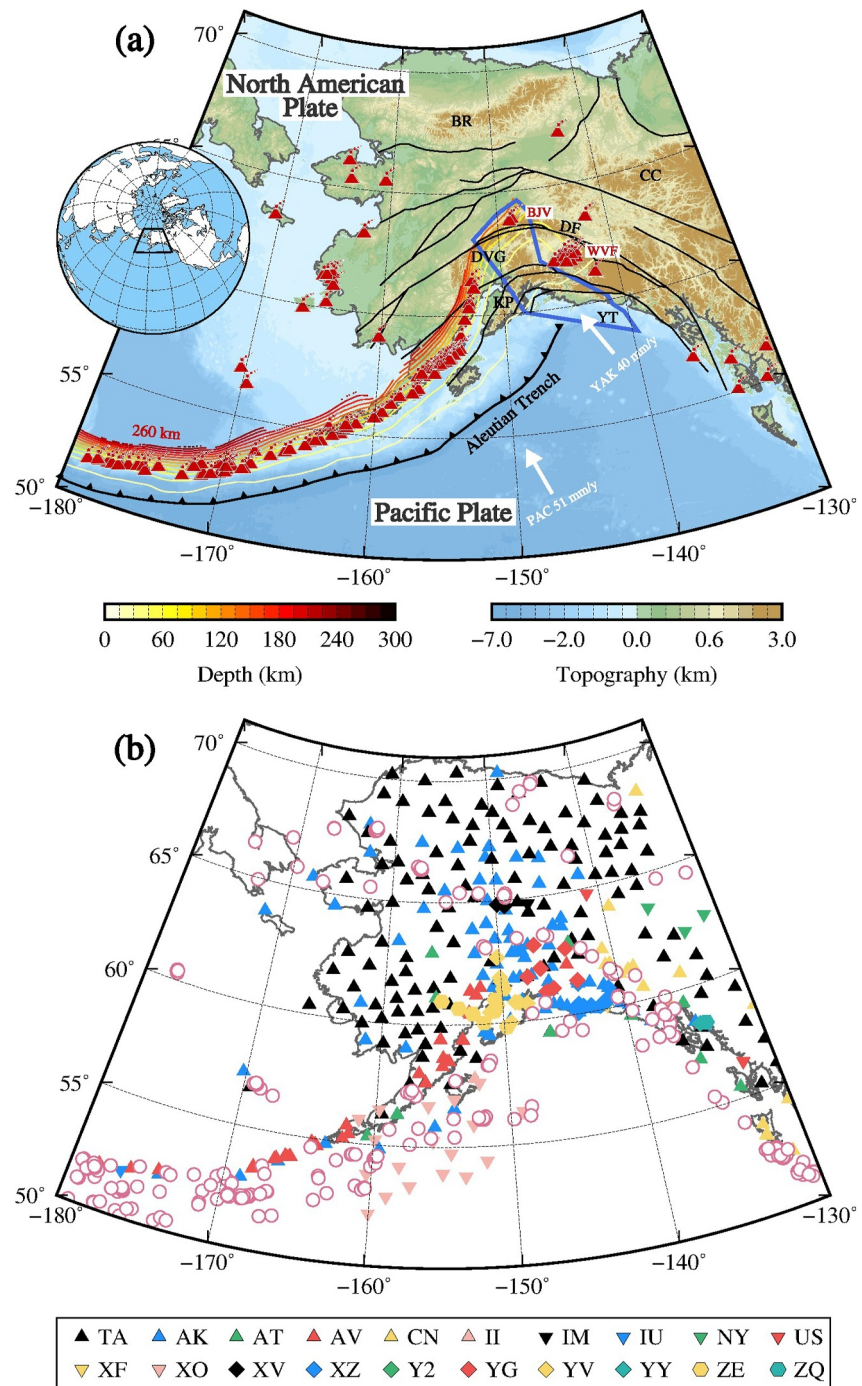 (a)
70°
North American
Plate
BR
CC
BJV
DF
DVG
WVF
KP
YT
YAK 40 mm/y
55°
Aleutian Trench
260 km
50°
PAC 51 mm/y
Pacific Plate
−180°
−170°
−160°
−150°
−140°
−130°
0 60 120 180 240 300
Depth (km)
−7.0 −2.0 0.0 0.6 3.0
Topography (km)
(b)
70°
65°
60°
55°
50°
−180°
−170°
−160°
−150°
−140°
−130°
TA AK AT AV CN II IM IU NY US
XF XO XV XZ Y2 YG YV YY ZE ZQ